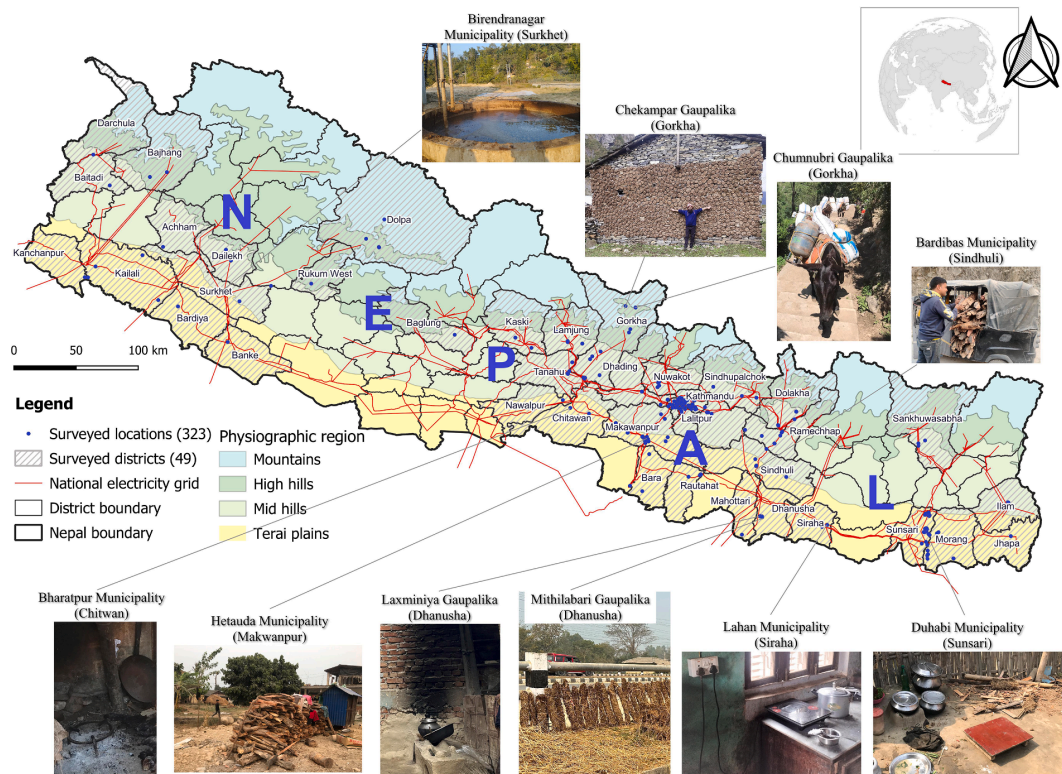 Birendranagar
Municipality (Surkhet)
Chekampar Gaupalika
(Gorkha)
Chumnubri Gaupalika
(Gorkha)
Bardibas Municipality
(Sindhuli)
Darchula
Bajhang
Baitadi
Dolpa
N
Achham
Kanchanpur
Dailekh
Kailali
Rukum West
Surkhet
E
Bardiya
Baglung
Kaski
Lamjung
Gorkha
Banke
0 50 100 km
P
Tanahu
Dhading
Nuwakot
Sindhupalchok
Dolakha
Kathmandu
Nawalpur
Chitawan
Lalitpur
Sankhuwasabha
Makawanpur
Ramechhap
A
Sindhuli
Bara
Rautahat
Mahottari
L
Dhanusha
Siraha
Ilam
Sunsari
Morang
Jhapa
Legend
Surveyed locations (323)
Surveyed districts (49)
National electricity grid
District boundary
Nepal boundary
Physiographic region
Mountains
High hills
Mid hills
Terai plains
Bharatpur Municipality
(Chitwan)
Hetauda Municipality
(Makwanpur)
Laxminiya Gaupalika
(Dhanusha)
Mithilabari Gaupalika
(Dhanusha)
Lahan Municipality
(Siraha)
Duhabi Municipality
(Sunsari)